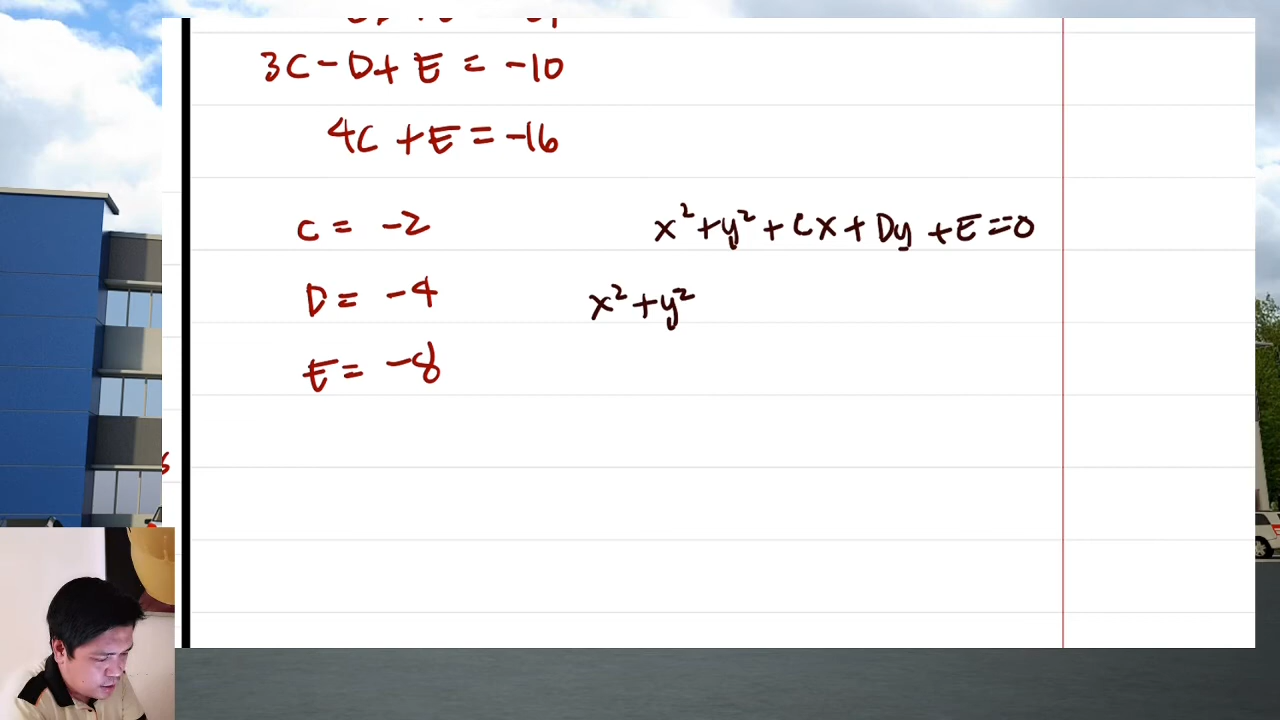 3C - D + E = -10
4C + E = -16
C = -2
x² + y² + Cx + Dy + E = 0
D = -4
x² + y²
E = -8